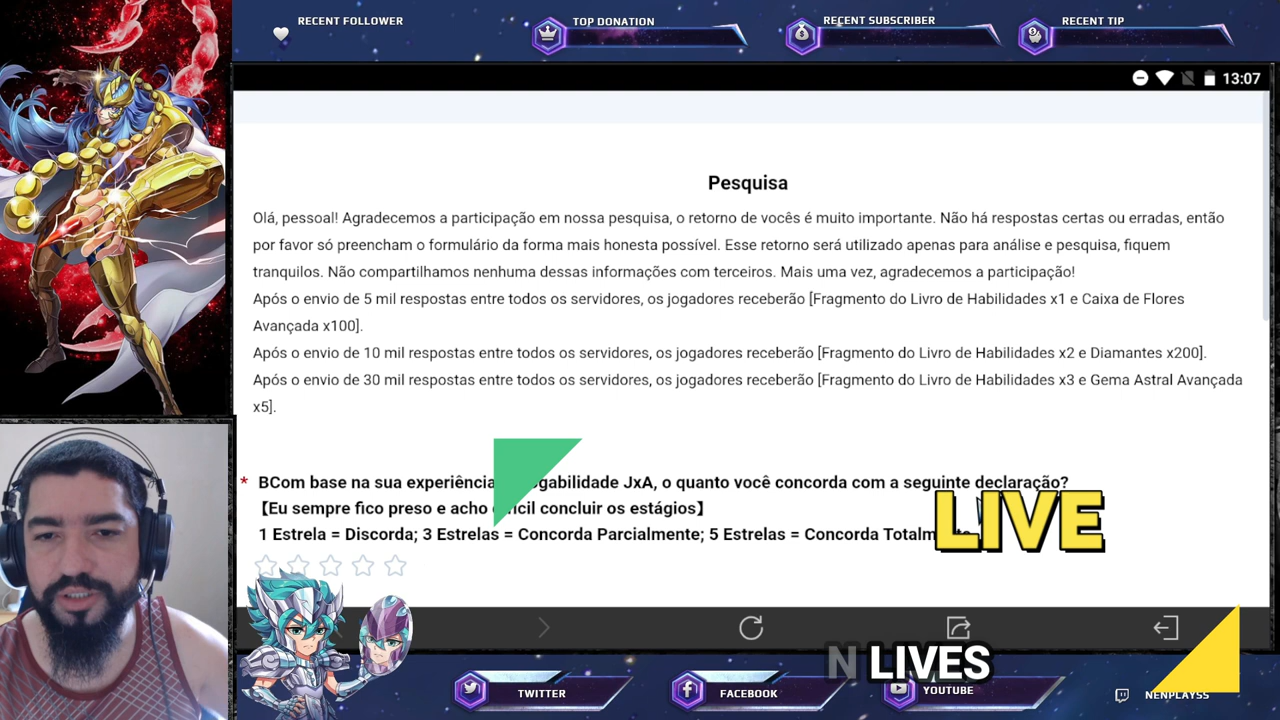 RECENT FOLLOWER
TOP DONATION
RECENT SUBSCRIBER
RECENT TIP
13:07
Pesquisa
Olá, pessoal! Agradecemos a participação em nossa pesquisa, o retorno de vocês é muito importante. Não há respostas certas ou erradas, então
por favor só preencham o formulário da forma mais honesta possível. Esse retorno será utilizado apenas para análise e pesquisa, fiquem
tranquilos. Não compartilhamos nenhuma dessas informações com terceiros. Mais uma vez, agradecemos a participação!
Após o envio de 5 mil respostas entre todos os servidores, os jogadores receberão [Fragmento do Livro de Habilidades x1 e Caixa de Flores
Avançada x100].
Após o envio de 10 mil respostas entre todos os servidores, os jogadores receberão [Fragmento do Livro de Habilidades x2 e Diamantes x200].
Após o envio de 30 mil respostas entre todos os servidores, os jogadores receberão [Fragmento do Livro de Habilidades x3 e Gema Astral Avançada
x5].
* BCom base na sua experiência gabilidade JxA, o quanto você concorda com a seguinte declaração?
【Eu sempre fico preso e acho cil concluir os estágios】
1 Estrela = Discorda; 3 Estrelas = Concorda Parcialmente; 5 Estrelas = Concorda Totalm
LIVE
N LIVES
TWITTER
FACEBOOK
YOUTUBE
NENPLAYSS